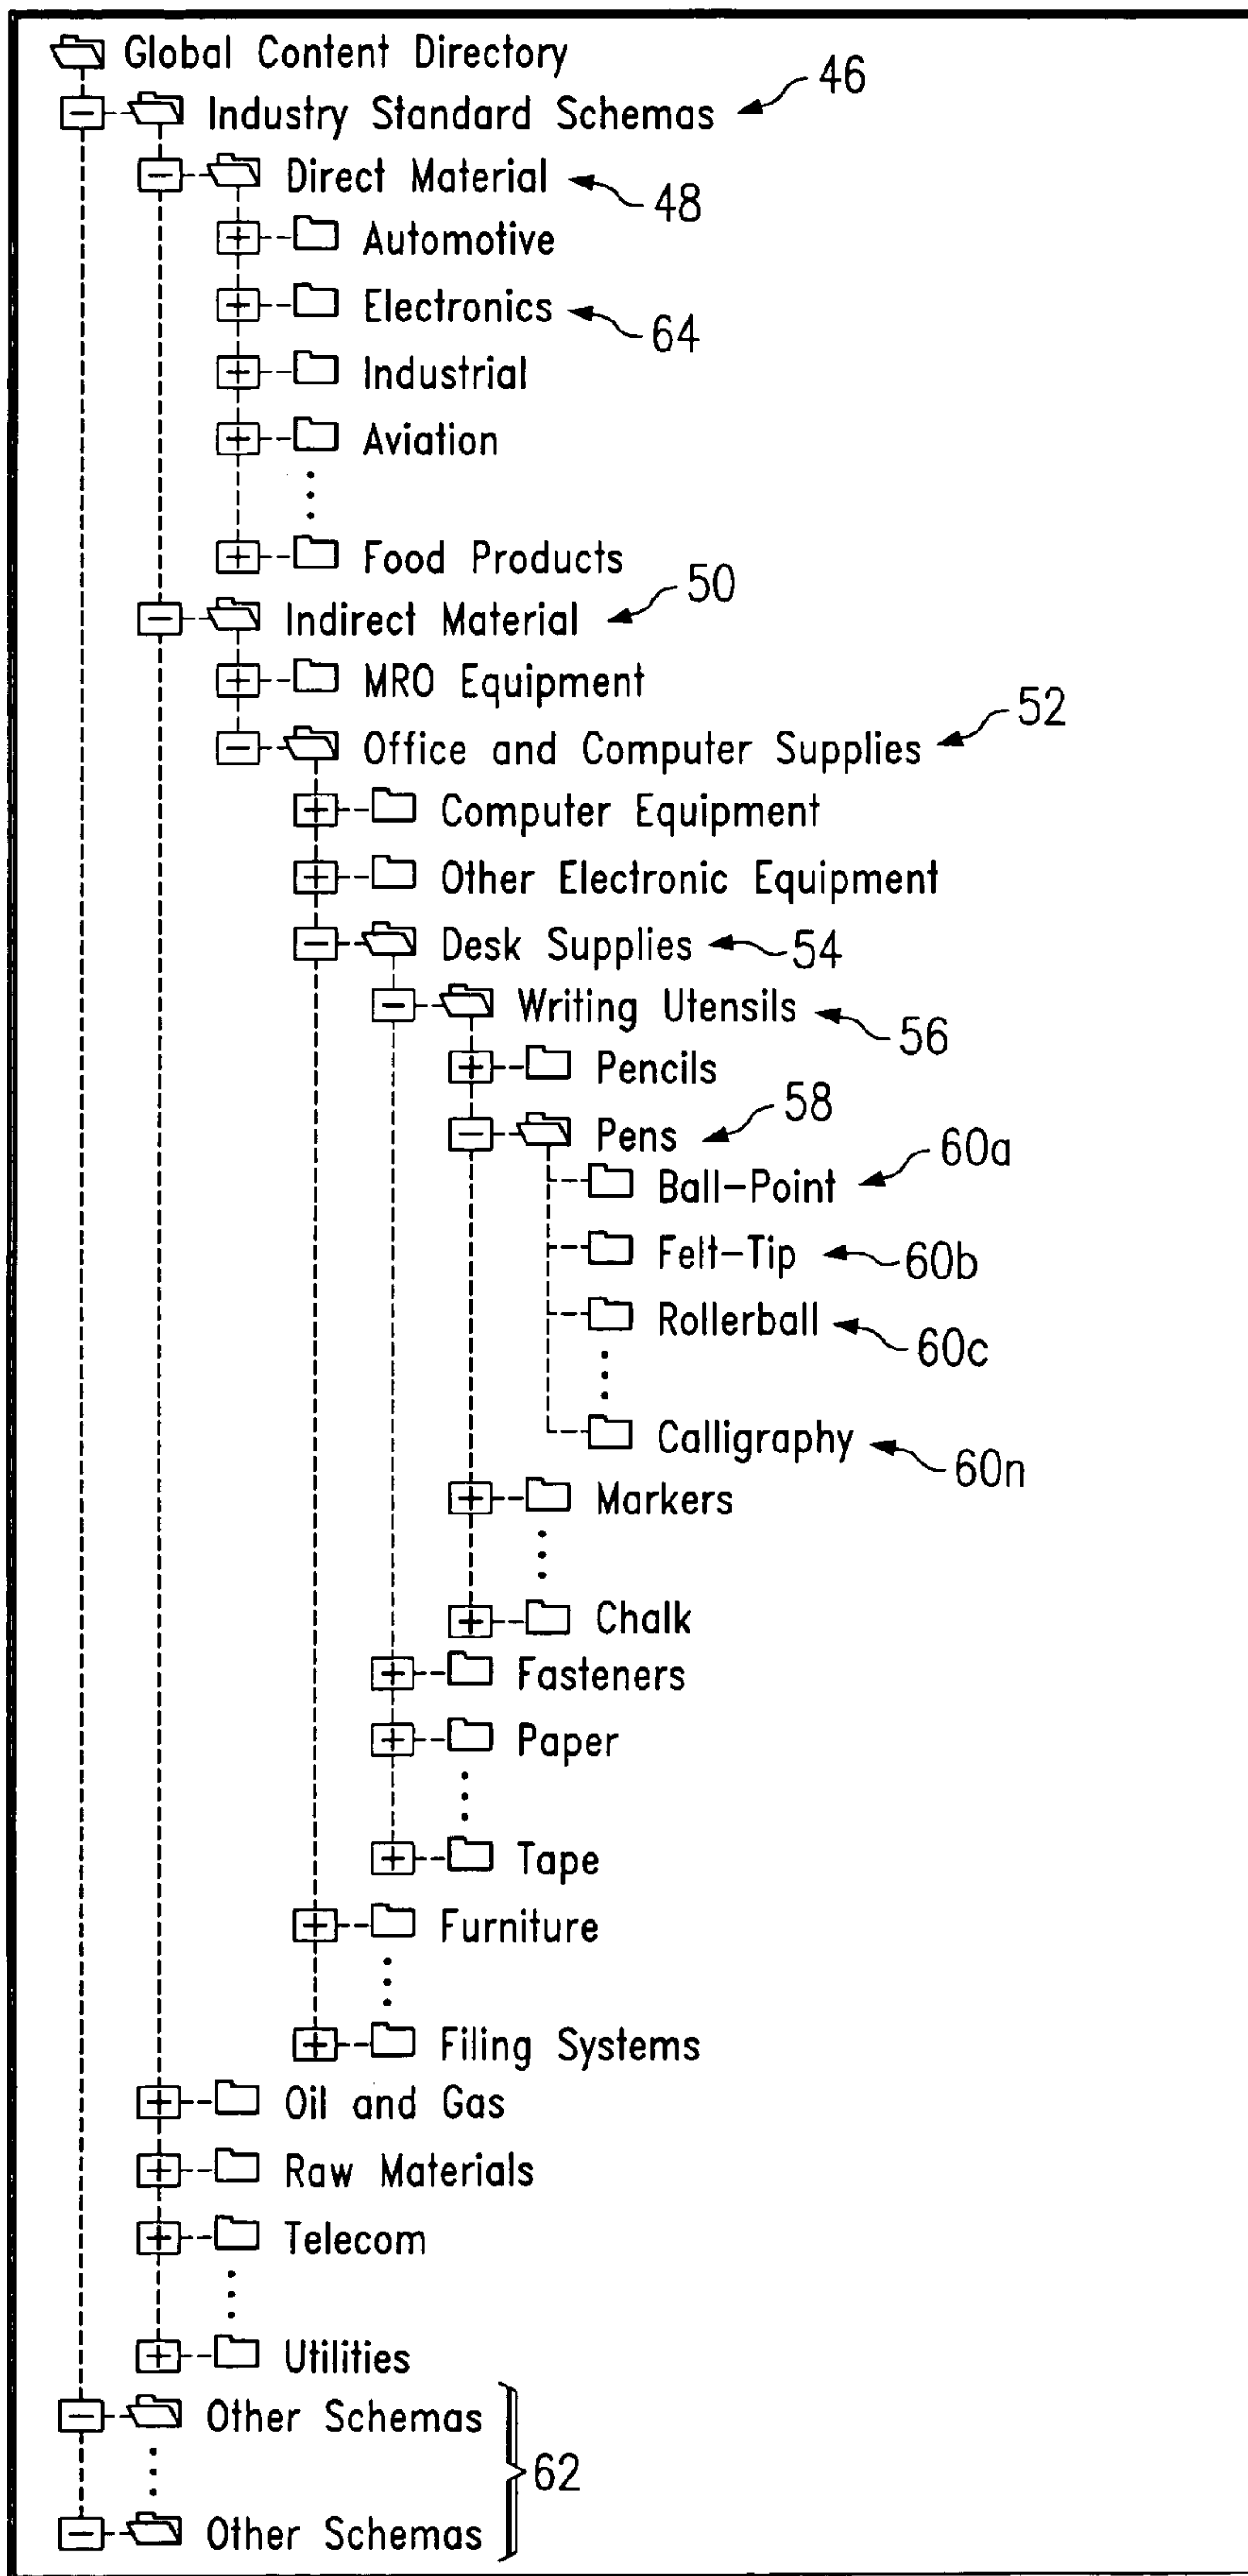 Global Content Directory
Industry Standard Schemas 46
Direct Material 48
Automotive
Electronics 64
Industrial
Aviation
Food Products
Indirect Material 50
MRO Equipment
Office and Computer Supplies 52
Computer Equipment
Other Electronic Equipment
Desk Supplies 54
Writing Utensils 56
Pencils
Pens 58
Ball-Point 60a
Felt-Tip 60b
Rollerball 60c
Calligraphy 60n
Markers
Chalk
Fasteners
Paper
Tape
Furniture
Filing Systems
Oil and Gas
Raw Materials
Telecom
Utilities
Other Schemas
62
Other Schemas